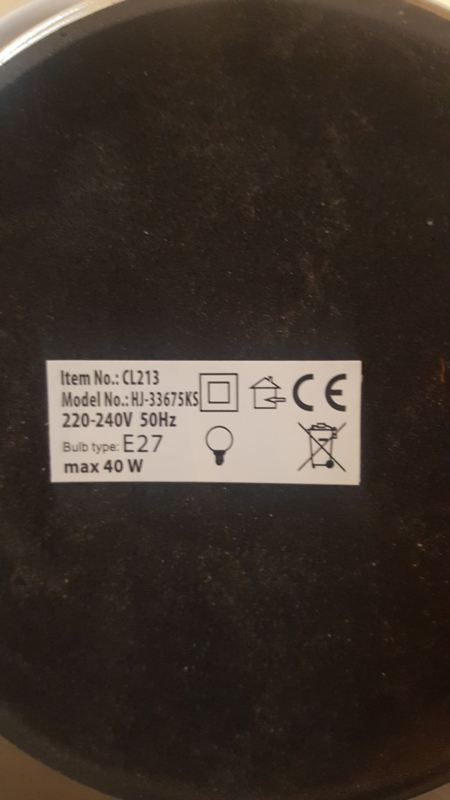 Item No.: CL213
Model No.: HJ-33675KS
220-240V 50Hz
Bulb type: E27
max 40 W
CE